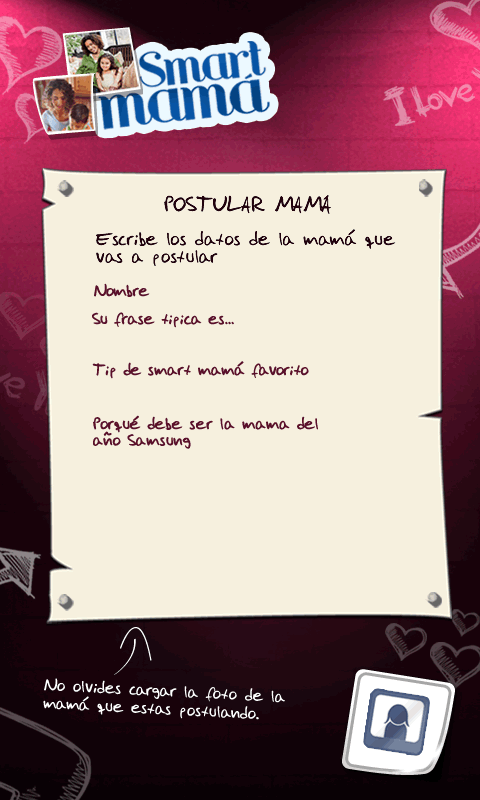 Smart
mamá
I love
POSTULAR MAMA
Escribe los datos de la mamá que
vas a postular
Nombre
Su frase tipica es...
Tip de smart mamá favorito
Porqué debe ser la mama del
año Samsung
No olvides cargar la foto de la
mamá que estas postulando.